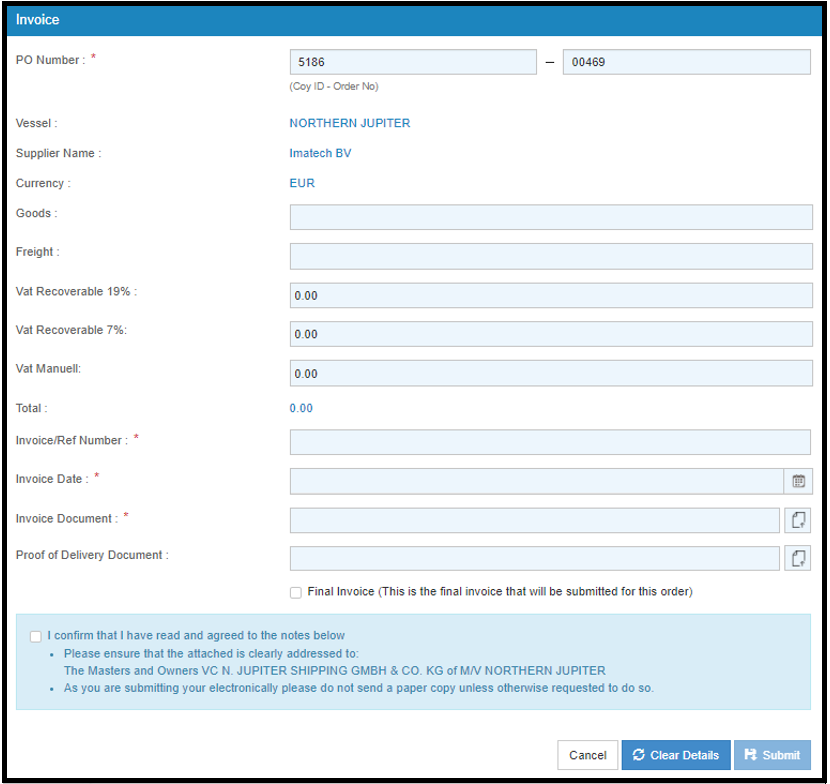 Invoice
PO Number : * 5186 – 00469
(Coy ID - Order No)
Vessel : NORTHERN JUPITER
Supplier Name : Imatech BV
Currency : EUR
Goods :
Freight :
Vat Recoverable 19% : 0.00
Vat Recoverable 7%: 0.00
Vat Manuell: 0.00
Total : 0.00
Invoice/Ref Number : *
Invoice Date : *
Invoice Document : *
Proof of Delivery Document :
Final Invoice (This is the final invoice that will be submitted for this order)
I confirm that I have read and agreed to the notes below
• Please ensure that the attached is clearly addressed to:
The Masters and Owners VC N. JUPITER SHIPPING GMBH & CO. KG of M/V NORTHERN JUPITER
• As you are submitting your electronically please do not send a paper copy unless otherwise requested to do so.
Cancel Clear Details Submit